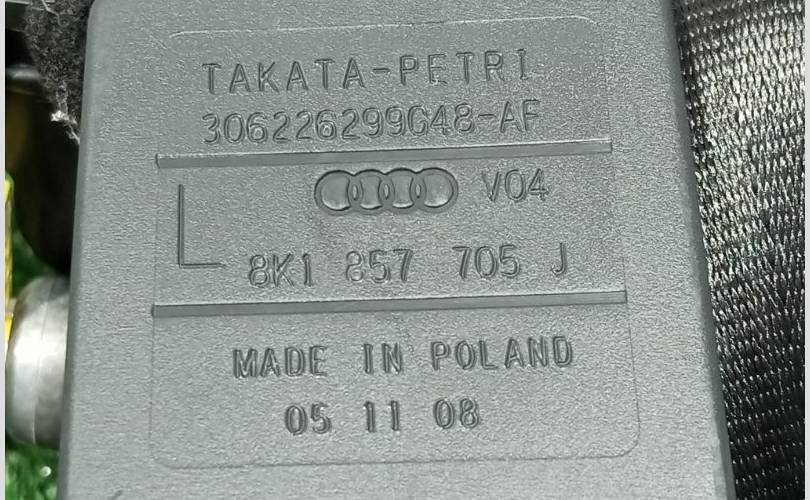 TAKATA-PETRI
306226299G48-AF
V04
L
8K1 857 705 J
MADE IN POLAND
05 11 08